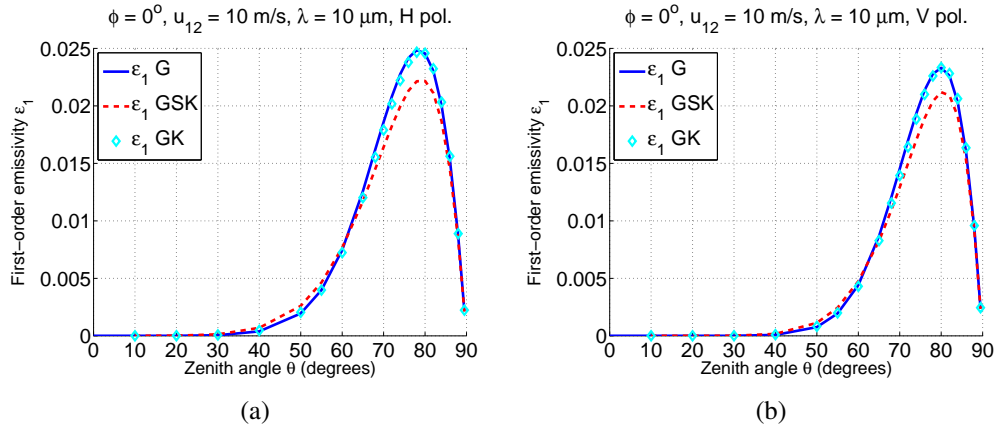 ϕ = 0°, u₁₂ = 10 m/s, λ = 10 μm, H pol.
0.025
0.02
0.015
0.01
0.005
0
First−order emissivity ε₁
ε₁ G
ε₁ GSK
ε₁ GK
0 10 20 30 40 50 60 70 80 90
Zenith angle θ (degrees)
(a)
ϕ = 0°, u₁₂ = 10 m/s, λ = 10 μm, V pol.
0.025
0.02
0.015
0.01
0.005
0
First−order emissivity ε₁
ε₁ G
ε₁ GSK
ε₁ GK
0 10 20 30 40 50 60 70 80 90
Zenith angle θ (degrees)
(b)